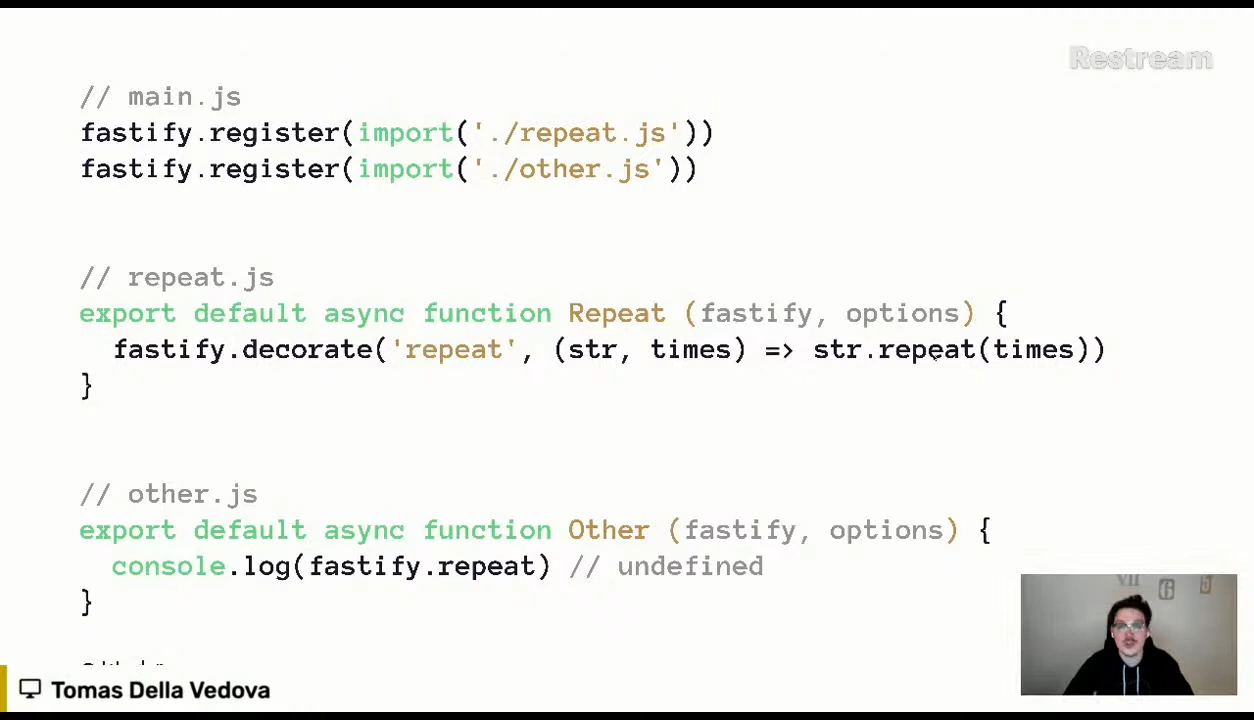 Restream
// main.js
fastify.register(import('./repeat.js'))
fastify.register(import('./other.js'))
// repeat.js
export default async function Repeat (fastify, options) {
fastify.decorate('repeat', (str, times) => str.repeat(times))
}
// other.js
export default async function Other (fastify, options) {
console.log(fastify.repeat) // undefined
}
Tomas Della Vedova